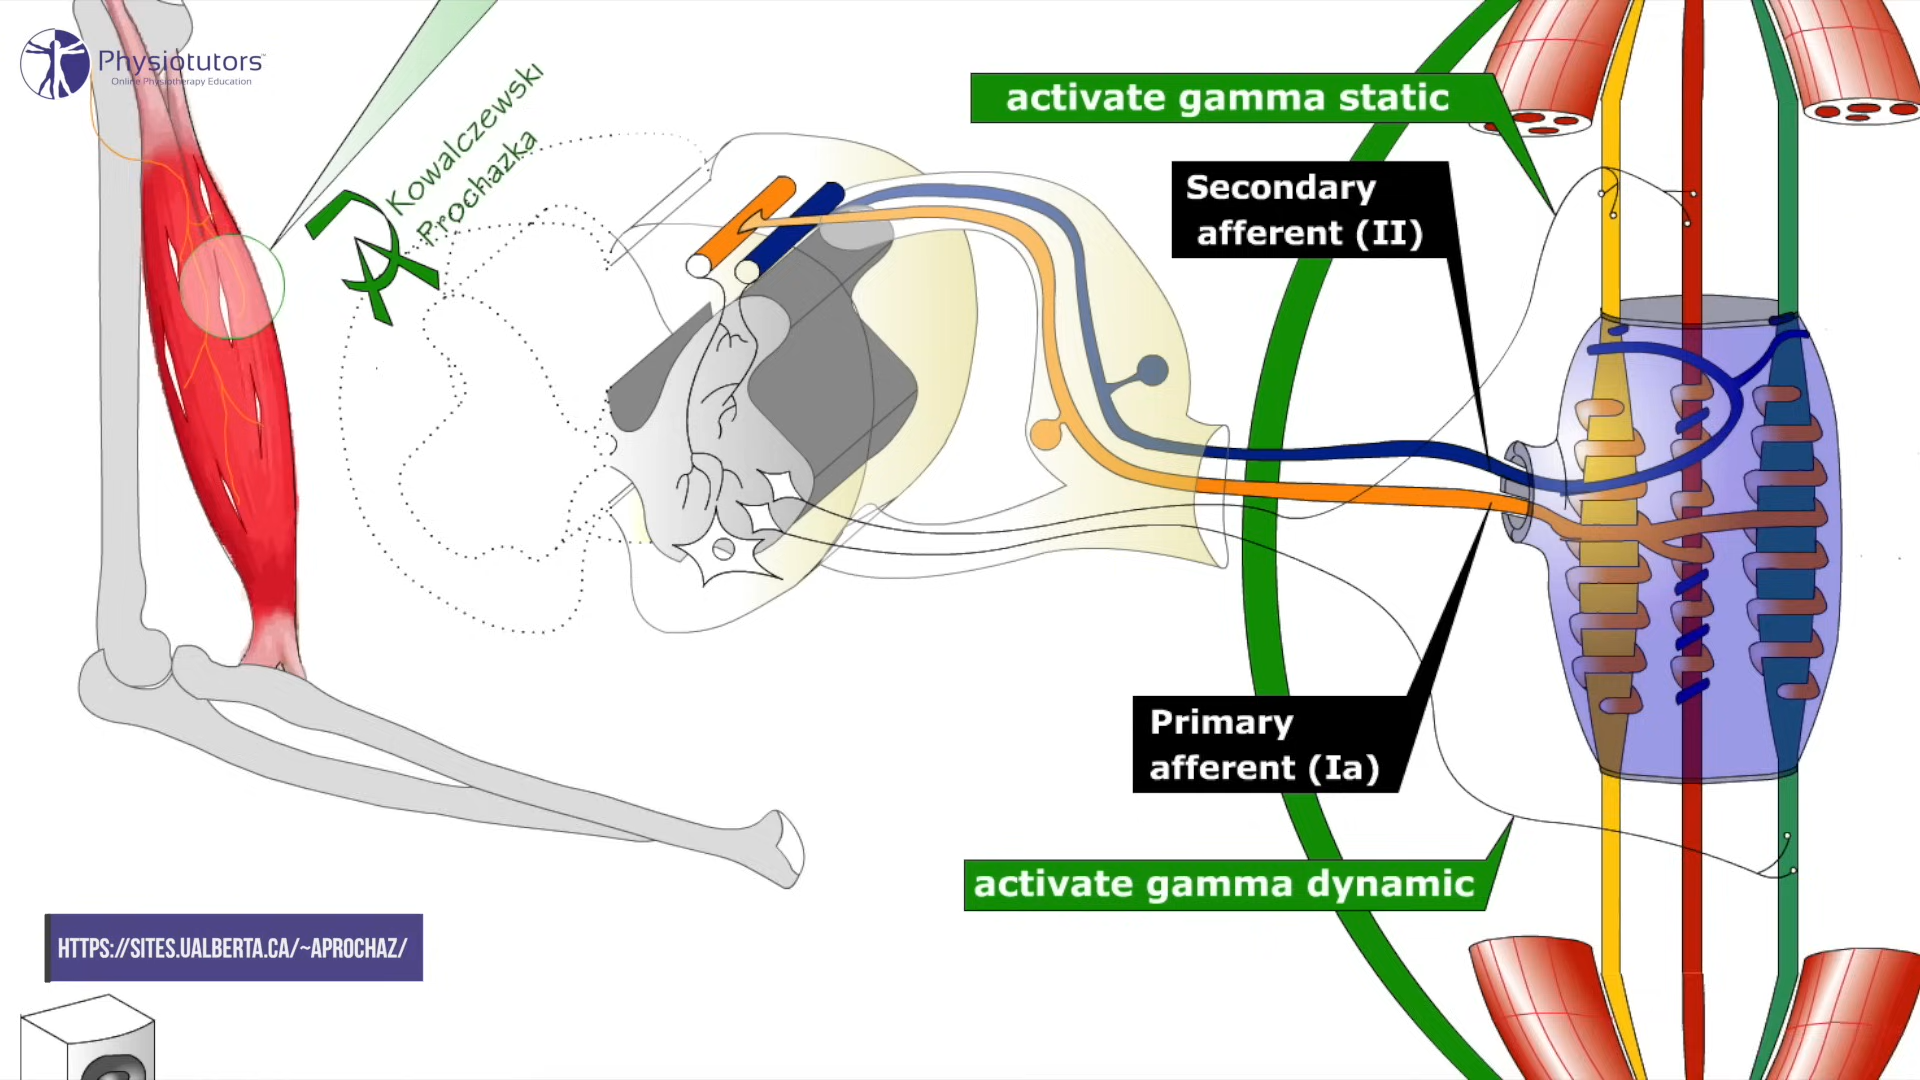 Physiotutors™
Online Physiotherapy Education
Kowalczewski
Prochazka
activate gamma static
Secondary
afferent (II)
Primary
afferent (Ia)
activate gamma dynamic
HTTPS://SITES.UALBERTA.CA/~APROCHAZ/